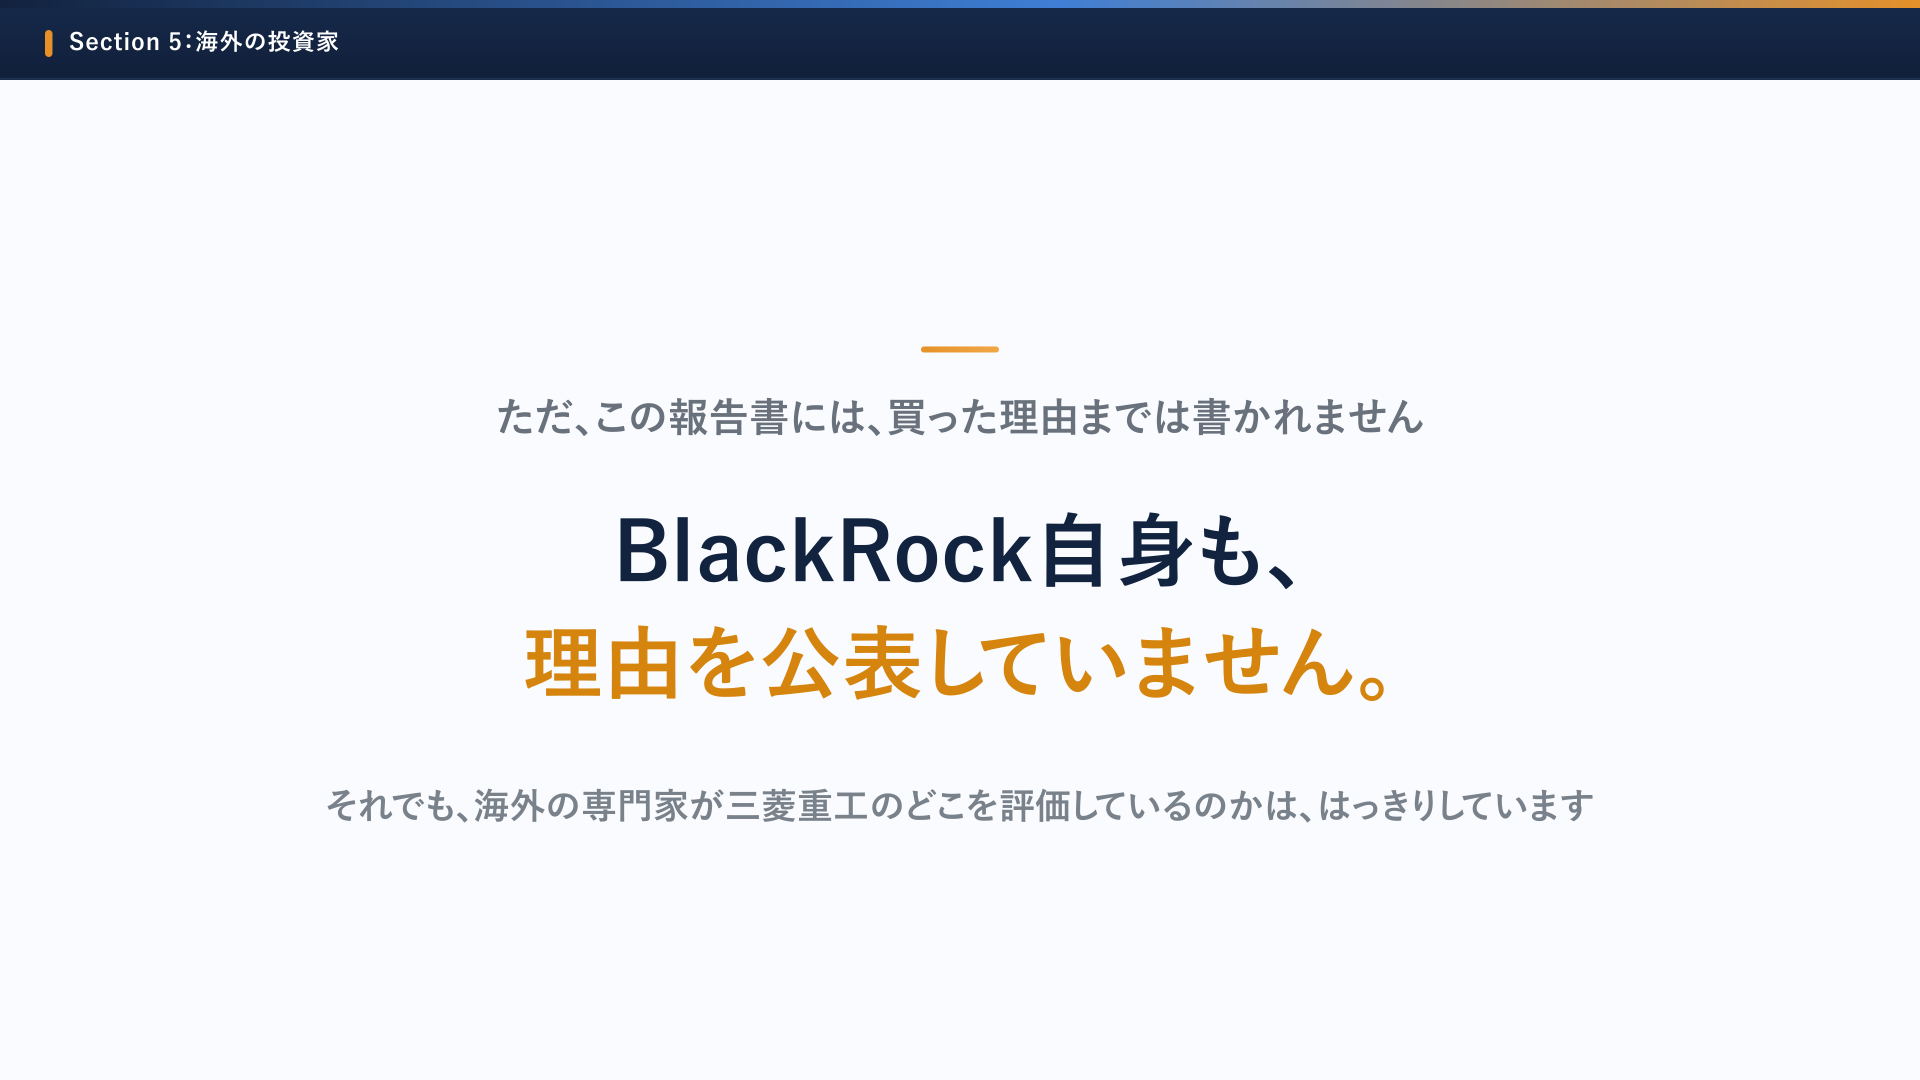 Section 5：海外の投資家
ただ、この報告書には、買った理由までは書かれません
BlackRock自身も、
理由を公表していません。
それでも、海外の専門家が三菱重工のどこを評価しているのかは、はっきりしています